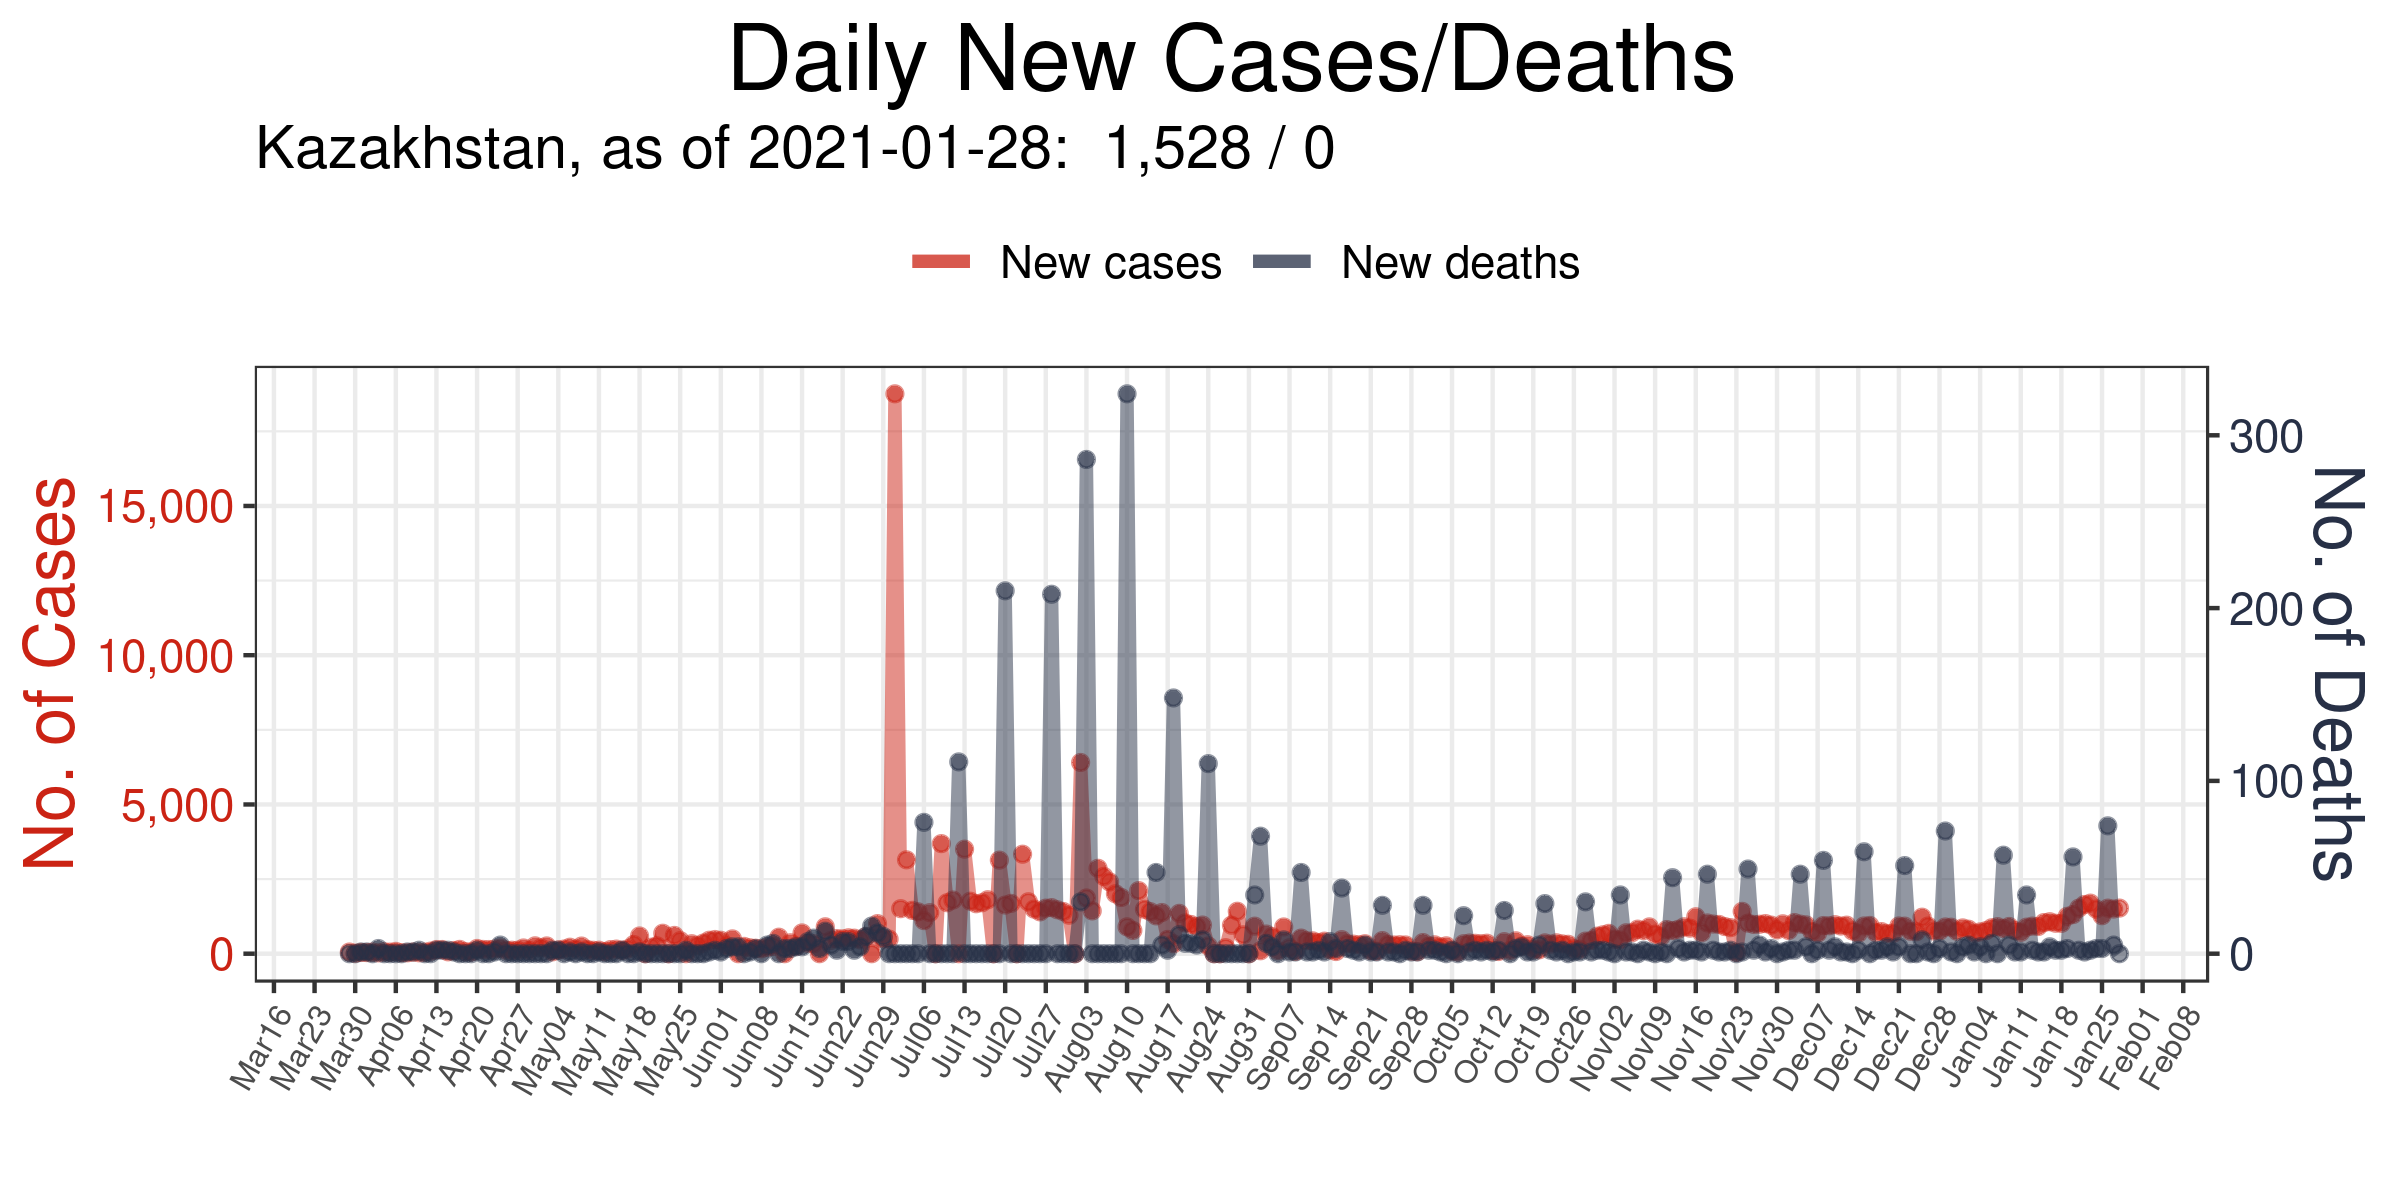 Daily New Cases/Deaths
Kazakhstan, as of 2021-01-28:  1,528 / 0
New cases
New deaths
No. of Cases
15,000
10,000
5,000
0
300
200
100
0
No. of Deaths
Mar16
Mar23
Mar30
Apr06
Apr13
Apr20
Apr27
May04
May11
May18
May25
Jun01
Jun08
Jun15
Jun22
Jun29
Jul06
Jul13
Jul20
Jul27
Aug03
Aug10
Aug17
Aug24
Aug31
Sep07
Sep14
Sep21
Sep28
Oct05
Oct12
Oct19
Oct26
Nov02
Nov09
Nov16
Nov23
Nov30
Dec07
Dec14
Dec21
Dec28
Jan04
Jan11
Jan18
Jan25
Feb01
Feb08